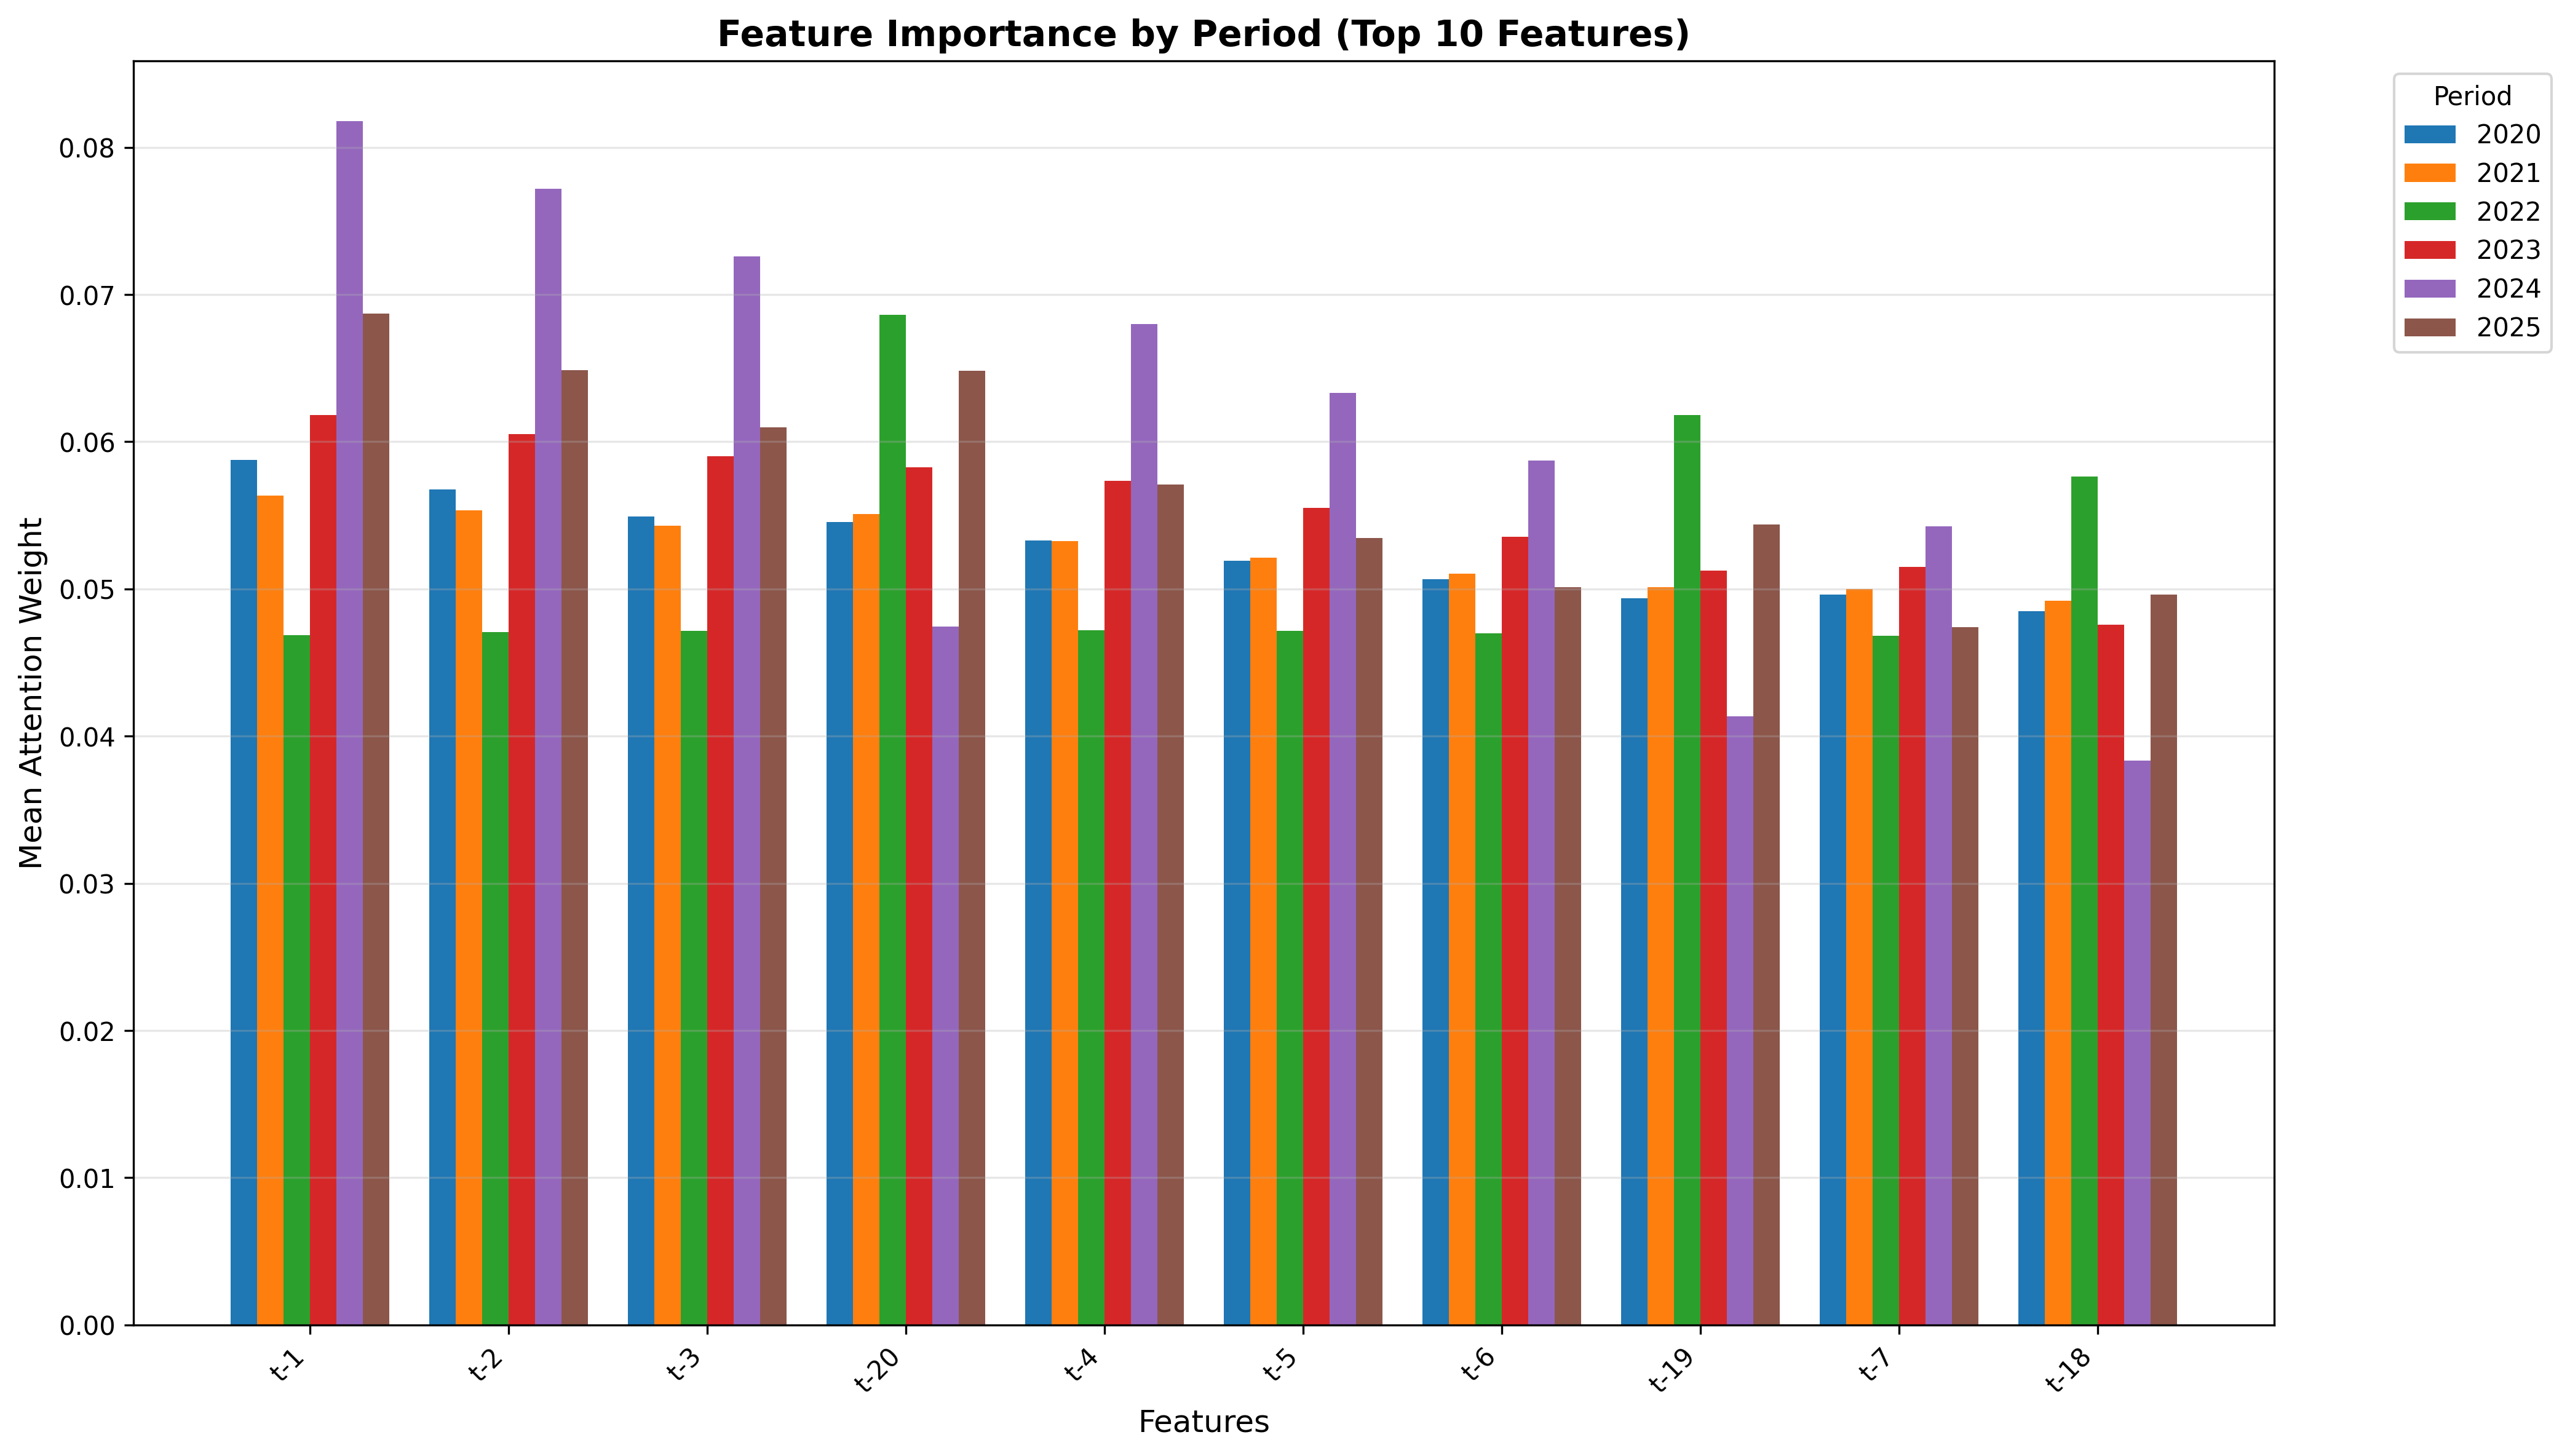 Feature Importance by Period (Top 10 Features)
Mean Attention Weight
0.08
0.07
0.06
0.05
0.04
0.03
0.02
0.01
0.00
t-1
t-2
t-3
t-20
t-4
t-5
t-6
t-19
t-7
t-18
Features
Period
2020
2021
2022
2023
2024
2025